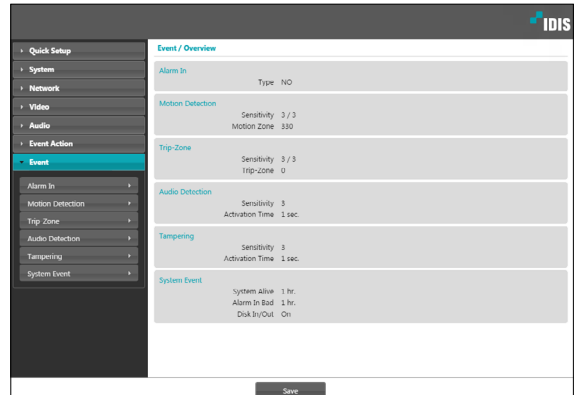 IDIS
Quick Setup
System
Network
Video
Audio
Event Action
Event
Alarm In
Motion Detection
Trip Zone
Audio Detection
Tampering
System Event
Event / Overview
Alarm In
Type NO
Motion Detection
Sensitivity 3 / 3
Motion Zone 330
Trip-Zone
Sensitivity 3 / 3
Trip-Zone 0
Audio Detection
Sensitivity 3
Activation Time 1 sec.
Tampering
Sensitivity 3
Activation Time 1 sec.
System Event
System Alive 1 hr.
Alarm In Bad 1 hr.
Disk In/Out On
Save